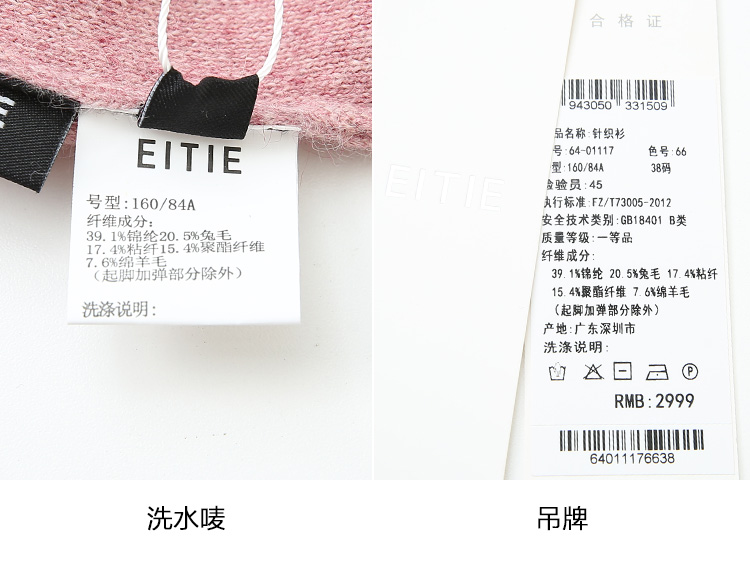 E
EITIE
号型:160/84A
纤维成分:
39.1%锦纶20.5%兔毛
17.4%粘纤15.4%聚酯纤维
7.6%绵羊毛
（起脚加弹部分除外）
洗涤说明:
洗水唛
合格证
EITIE
943050 331509
品名称: 针织衫
号: 64-01117 色号: 66
型: 160/84A 38码
检验员: 45
执行标准: FZ/T73005-2012
安全技术类别: GB18401 B类
质量等级: 一等品
纤维成分:
39.1%锦纶 20.5%兔毛 17.4%粘纤
15.4%聚酯纤维 7.6%绵羊毛
（起脚加弹部分除外）
产地: 广东深圳市
洗涤说明:
P
RMB: 2999
64011176638
吊牌